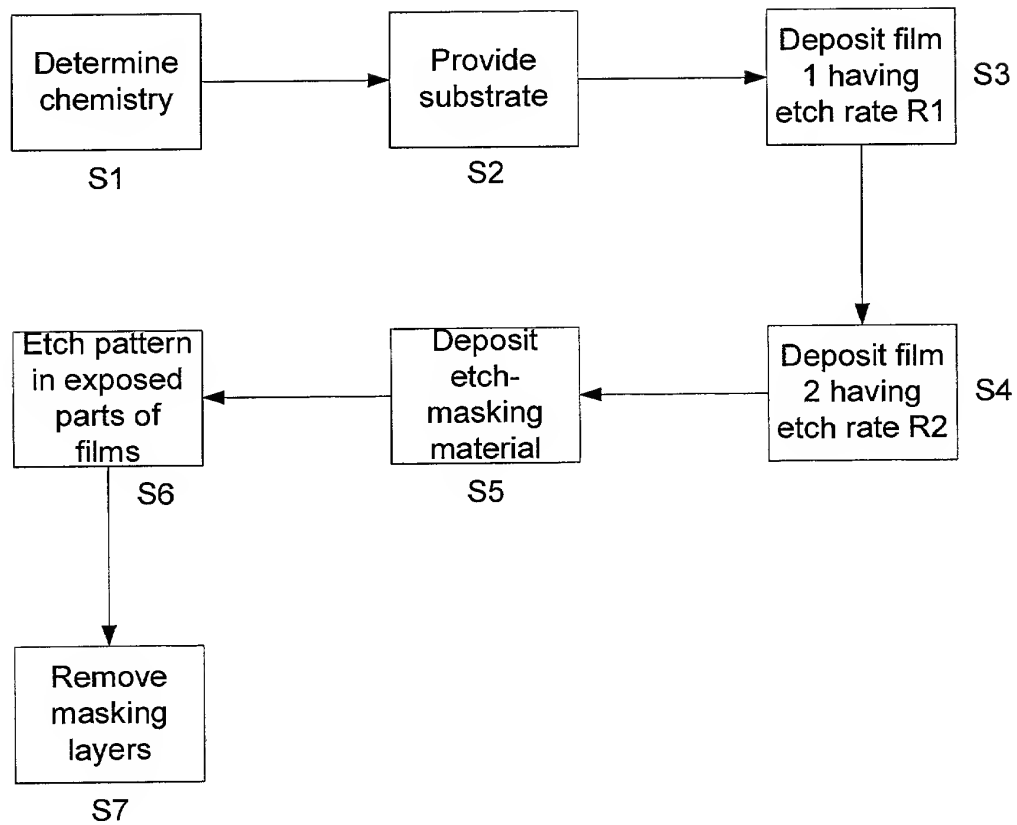 Determine
chemistry
S1
Provide
substrate
S2
Deposit film
1 having
etch rate R1
S3
Deposit film
2 having
etch rate R2
S4
Deposit
etch-
masking
material
S5
Etch pattern
in exposed
parts of
films
S6
Remove
masking
layers
S7